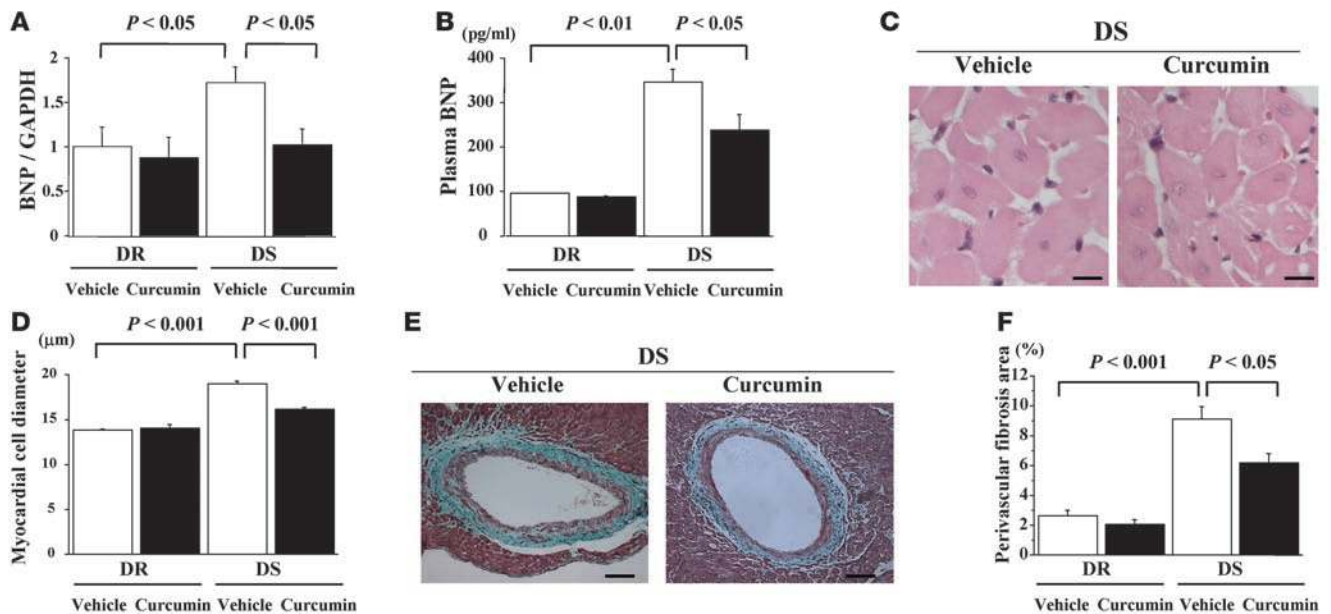 A
P < 0.05
P < 0.05
BNP / GAPDH
2
1.5
1
0.5
0
DR
DS
Vehicle Curcumin Vehicle Curcumin
B
(pg/ml)
P < 0.01
P < 0.05
Plasma BNP
400
300
200
100
0
DR
DS
Vehicle Curcumin Vehicle Curcumin
C
DS
Vehicle
Curcumin
D
(μm)
P < 0.001
P < 0.001
Myocardial cell diameter
20
15
10
5
0
DR
DS
Vehicle Curcumin Vehicle Curcumin
E
DS
Vehicle
Curcumin
F
(%)
P < 0.001
P < 0.05
Perivascular fibrosis area
12
10
8
6
4
2
0
DR
DS
Vehicle Curcumin Vehicle Curcumin